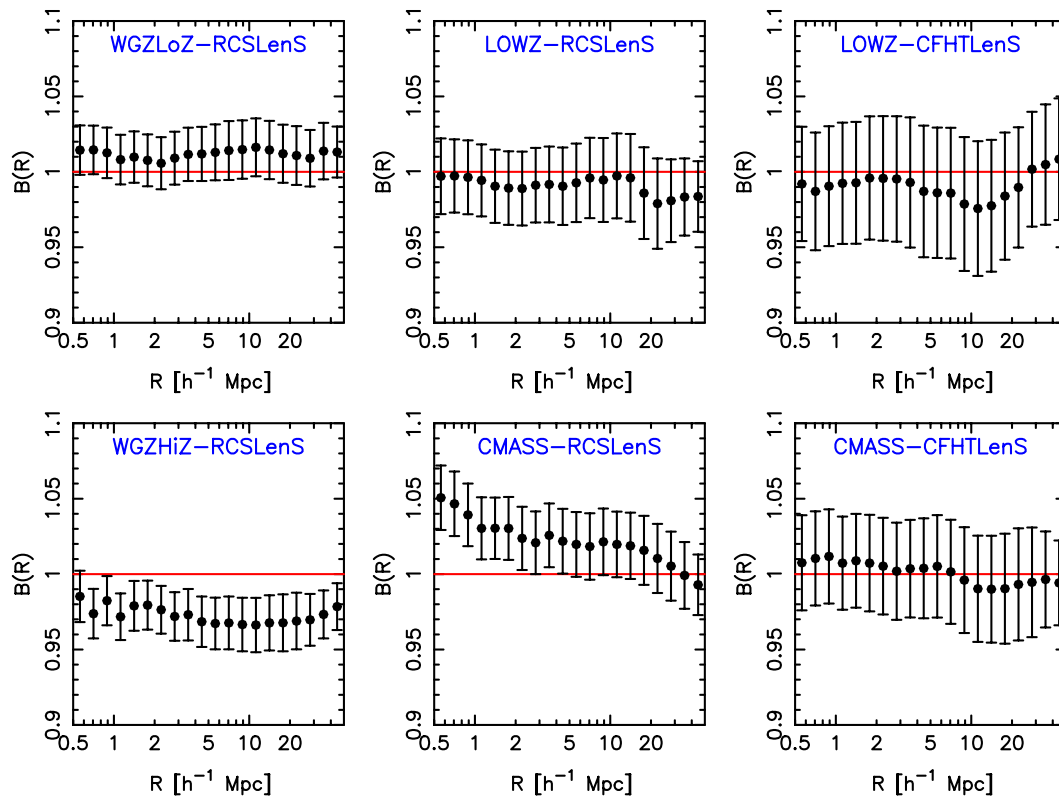 WGZLoZ−RCSLenS
1.1
1.05
1
0.95
0.9
B(R)
0.5 1 2 5 10 20
R [h⁻¹ Mpc]
LOWZ−RCSLenS
1.1
1.05
1
0.95
0.9
B(R)
0.5 1 2 5 10 20
R [h⁻¹ Mpc]
LOWZ−CFHTLenS
1.1
1.05
1
0.95
0.9
B(R)
0.5 1 2 5 10 20
R [h⁻¹ Mpc]
WGZHiZ−RCSLenS
1.1
1.05
1
0.95
0.9
B(R)
0.5 1 2 5 10 20
R [h⁻¹ Mpc]
CMASS−RCSLenS
1.1
1.05
1
0.95
0.9
B(R)
0.5 1 2 5 10 20
R [h⁻¹ Mpc]
CMASS−CFHTLenS
1.1
1.05
1
0.95
0.9
B(R)
0.5 1 2 5 10 20
R [h⁻¹ Mpc]